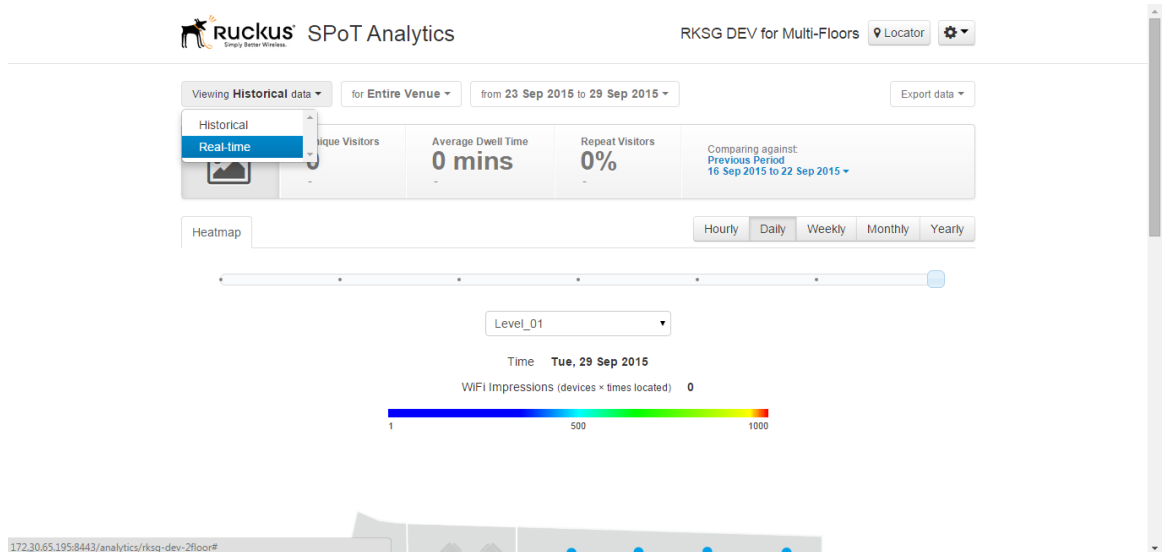 Ruckus
Simply Better Wireless.
SPoT Analytics
RKSG DEV for Multi-Floors
Locator
Viewing Historical data
for Entire Venue
from 23 Sep 2015 to 29 Sep 2015
Export data
Historical
Real-time
Visitors
0
-
Average Dwell Time
0 mins
-
Repeat Visitors
0%
-
Comparing against:
Previous Period
16 Sep 2015 to 22 Sep 2015
Heatmap
Hourly Daily Weekly Monthly Yearly
Level_01
Time Tue, 29 Sep 2015
WiFi Impressions (devices × times located) 0
1 500 1000
172.30.65.195:8443/analytics/rksg-dev-2floor#